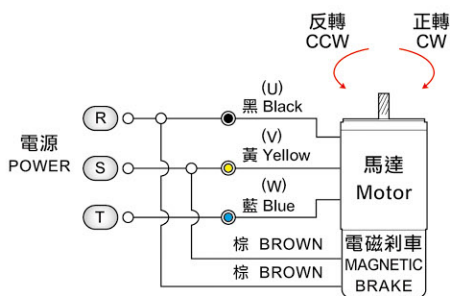 反轉
CCW
正轉
CW
電源
POWER
R
(U)
黑 Black
S
(V)
黃 Yellow
T
(W)
藍 Blue
馬達
Motor
棕 BROWN
棕 BROWN
電磁剎車
MAGNETIC
BRAKE